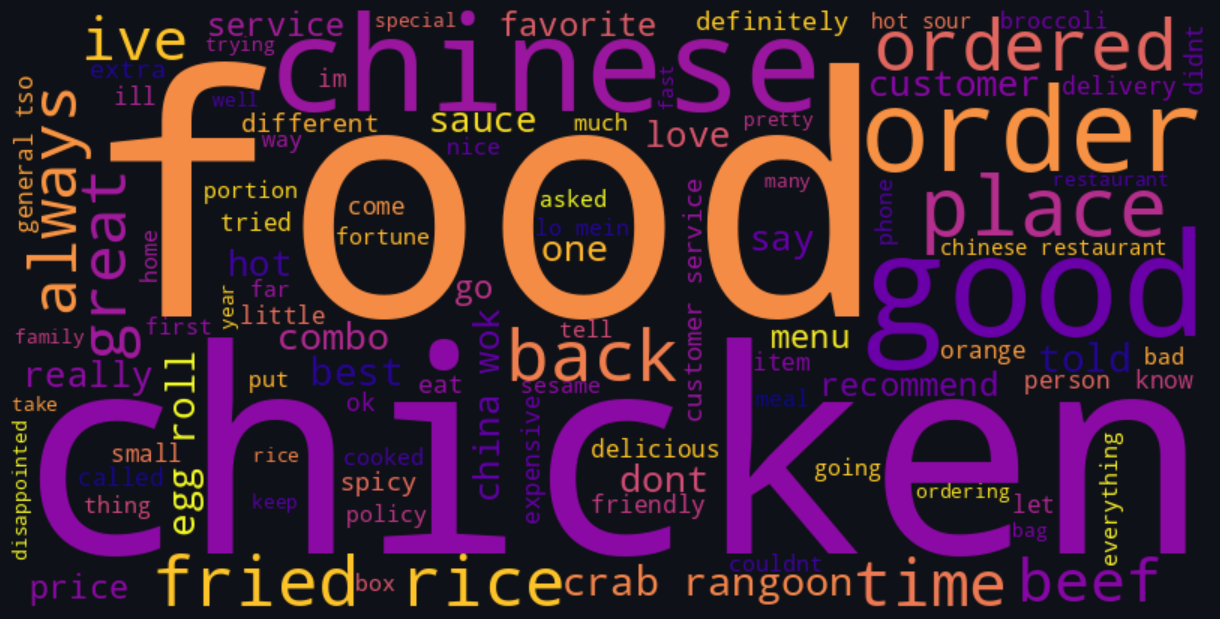 ive
service
special
favorite
definitely
hot sour
broccoli
trying
chinese
ordered
extra
im
fast
didnt
ill
well
customer
delivery
general tso
always
different
way
sauce
nice
much
love
pretty
order
great
food
portion
tried
come
fortune
asked
lo mein
one
many
say
phone
restaurant
place
chinese restaurant
home
hot
far
year
little
go
customer service
good
family
first
combo
wok
tell
back
menu
item
orange
told
bad
really
egg roll
put
best
eat
sesame
recommend
person
know
take
ok
china
expensive
meal
chicken
disappointed
small
called
thing
rice
keep
cooked
spicy
policy
delicious
dont
friendly
going
ordering
let
bag
everything
price
fried rice
box
crab rangoon
couldnt
time
beef